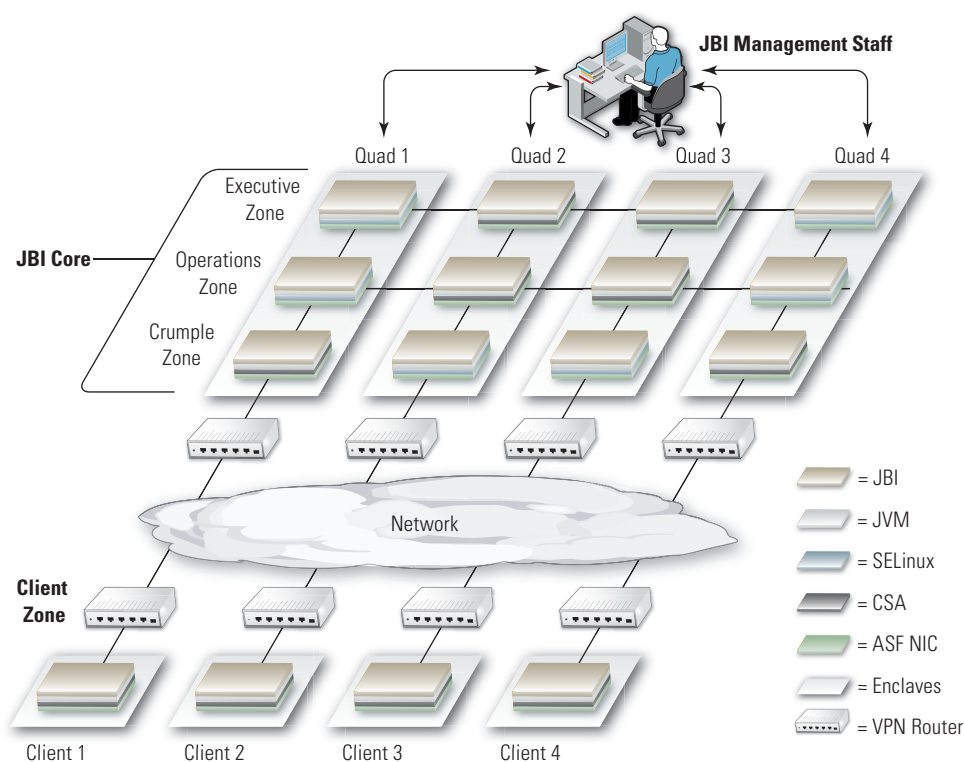 JBI Management Staff
Quad 1
Quad 2
Quad 3
Quad 4
Executive
Zone
JBI Core
Operations
Zone
Crumple
Zone
Network
Client
Zone
= JBI
= JVM
= SELinux
= CSA
= ASF NIC
= Enclaves
= VPN Router
Client 1
Client 2
Client 3
Client 4